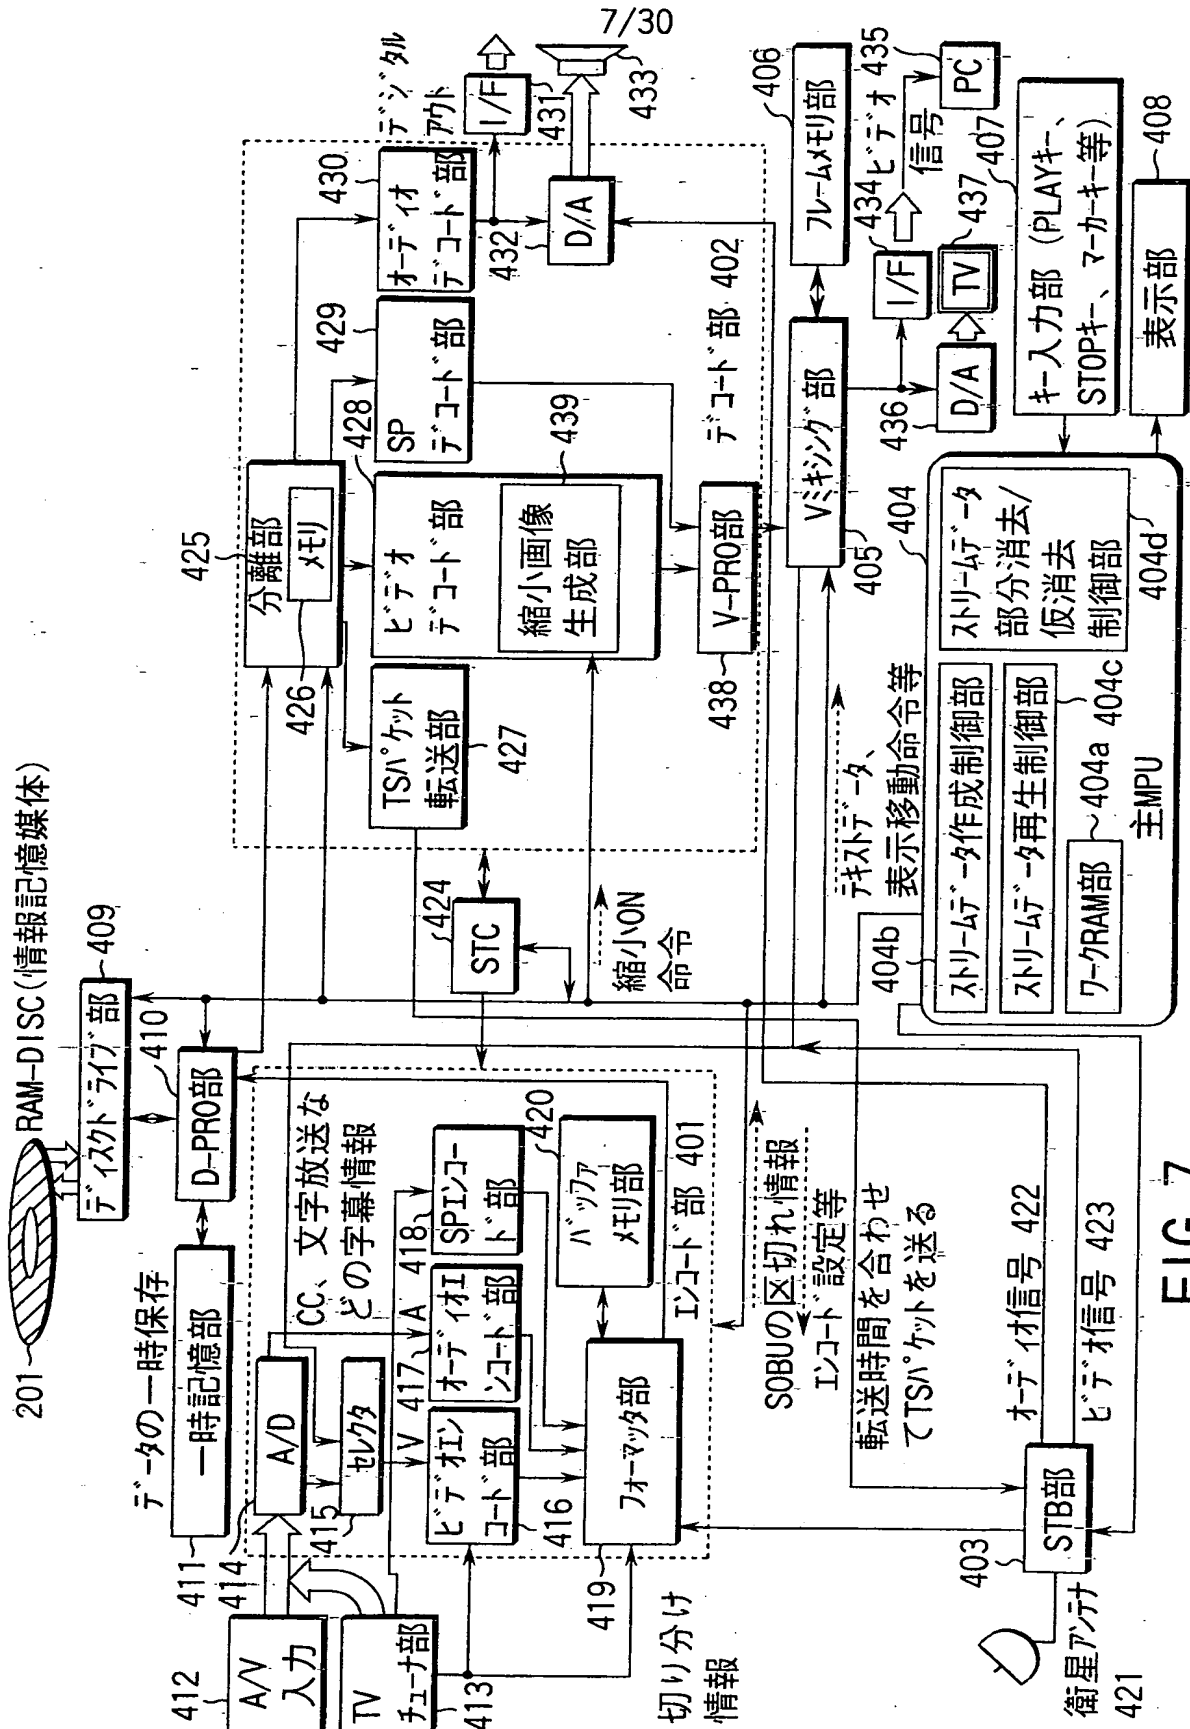 7/30
RAM-DISC(情報記憶媒体)
201
ディスクドライブ部
409
D-PRO部
410
データの一時保存
一時記憶部
411
A/V
入力
412
TV
チューナ部
413
A/D
414
セレクタ
415
CC、文字放送な
どの字幕情報
V
A
ビデオエン
コード部
416
オーディオエ
ンコード部
417
SPエンコー
ド部
418
フォーマッタ部
419
バッファ
メモリ部
420
エンコード部 401
切り分け
情報
STC
424
縮小ON
命令
SOBUの区切れ情報
エンコード設定等
転送時間を合わせ
てTSパケットを送る
分離部
メモリ
425
426
TSパケット
転送部
427
ビデオ
デコード部
428
縮小画像
生成部
439
SP
デコード部
429
オーディオ
デコード部
430
デコード部 402
V-PRO部
438
デジタル
アウト
I/F
431
D/A
432
433
Vミキシング部
405
フレームメモリ部
406
I/F
434
ビデオ
信号
PC
435
D/A
436
TV
437
キー入力部 (PLAYキー、
STOPキー、マーカーキー等)
407
表示部
408
テキストデータ、
表示移動命令等
404
ストリームデータ作成制御部
404b
ストリームデータ再生制御部
404c
ストリームデータ
部分消去/
仮消去
制御部
404d
ワークRAM部
404a
主MPU
STB部
403
オーディオ信号 422
ビデオ信号 423
衛星アンテナ
421
FIG. 7